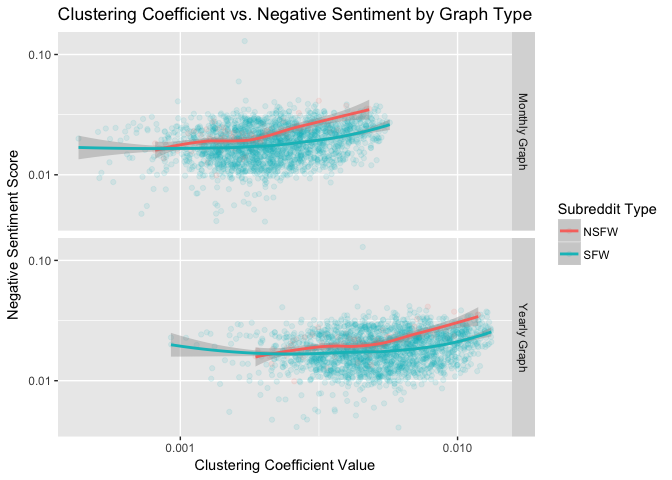 Clustering Coefficient vs. Negative Sentiment by Graph Type
Negative Sentiment Score
0.10
0.01
Monthly Graph
0.10
0.01
Yearly Graph
0.001
0.010
Clustering Coefficient Value
Subreddit Type
NSFW
SFW